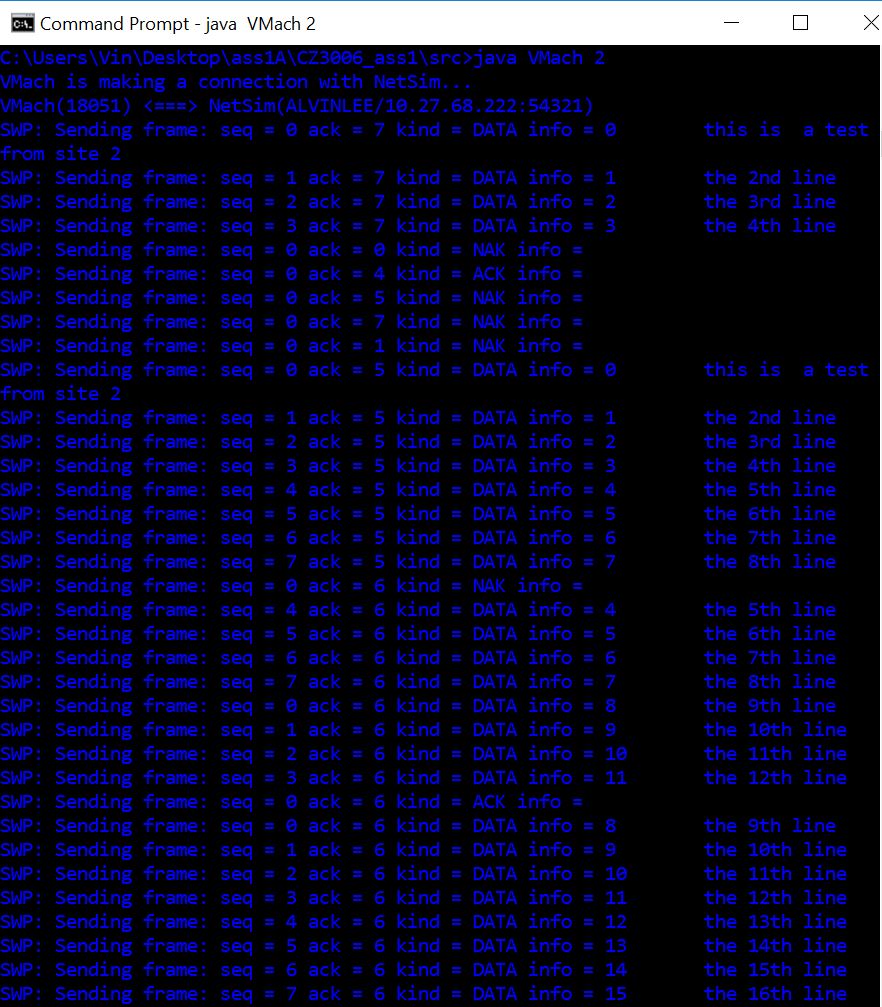 Command Prompt - java  VMach 2
C:\Users\Vin\Desktop\ass1A\CZ3006_ass1\src>java VMach 2
VMach is making a connection with NetSim...
VMach(18051) <===> NetSim(ALVINLEE/10.27.68.222:54321)
SWP: Sending frame: seq = 0 ack = 7 kind = DATA info = 0        this is  a test
from site 2
SWP: Sending frame: seq = 1 ack = 7 kind = DATA info = 1        the 2nd line
SWP: Sending frame: seq = 2 ack = 7 kind = DATA info = 2        the 3rd line
SWP: Sending frame: seq = 3 ack = 7 kind = DATA info = 3        the 4th line
SWP: Sending frame: seq = 0 ack = 0 kind = NAK info =
SWP: Sending frame: seq = 0 ack = 4 kind = ACK info =
SWP: Sending frame: seq = 0 ack = 5 kind = NAK info =
SWP: Sending frame: seq = 0 ack = 7 kind = NAK info =
SWP: Sending frame: seq = 0 ack = 1 kind = NAK info =
SWP: Sending frame: seq = 0 ack = 5 kind = DATA info = 0        this is  a test
from site 2
SWP: Sending frame: seq = 1 ack = 5 kind = DATA info = 1        the 2nd line
SWP: Sending frame: seq = 2 ack = 5 kind = DATA info = 2        the 3rd line
SWP: Sending frame: seq = 3 ack = 5 kind = DATA info = 3        the 4th line
SWP: Sending frame: seq = 4 ack = 5 kind = DATA info = 4        the 5th line
SWP: Sending frame: seq = 5 ack = 5 kind = DATA info = 5        the 6th line
SWP: Sending frame: seq = 6 ack = 5 kind = DATA info = 6        the 7th line
SWP: Sending frame: seq = 7 ack = 5 kind = DATA info = 7        the 8th line
SWP: Sending frame: seq = 0 ack = 6 kind = NAK info =
SWP: Sending frame: seq = 4 ack = 6 kind = DATA info = 4        the 5th line
SWP: Sending frame: seq = 5 ack = 6 kind = DATA info = 5        the 6th line
SWP: Sending frame: seq = 6 ack = 6 kind = DATA info = 6        the 7th line
SWP: Sending frame: seq = 7 ack = 6 kind = DATA info = 7        the 8th line
SWP: Sending frame: seq = 0 ack = 6 kind = DATA info = 8        the 9th line
SWP: Sending frame: seq = 1 ack = 6 kind = DATA info = 9        the 10th line
SWP: Sending frame: seq = 2 ack = 6 kind = DATA info = 10       the 11th line
SWP: Sending frame: seq = 3 ack = 6 kind = DATA info = 11       the 12th line
SWP: Sending frame: seq = 0 ack = 6 kind = ACK info =
SWP: Sending frame: seq = 0 ack = 6 kind = DATA info = 8        the 9th line
SWP: Sending frame: seq = 1 ack = 6 kind = DATA info = 9        the 10th line
SWP: Sending frame: seq = 2 ack = 6 kind = DATA info = 10       the 11th line
SWP: Sending frame: seq = 3 ack = 6 kind = DATA info = 11       the 12th line
SWP: Sending frame: seq = 4 ack = 6 kind = DATA info = 12       the 13th line
SWP: Sending frame: seq = 5 ack = 6 kind = DATA info = 13       the 14th line
SWP: Sending frame: seq = 6 ack = 6 kind = DATA info = 14       the 15th line
SWP: Sending frame: seq = 7 ack = 6 kind = DATA info = 15       the 16th line